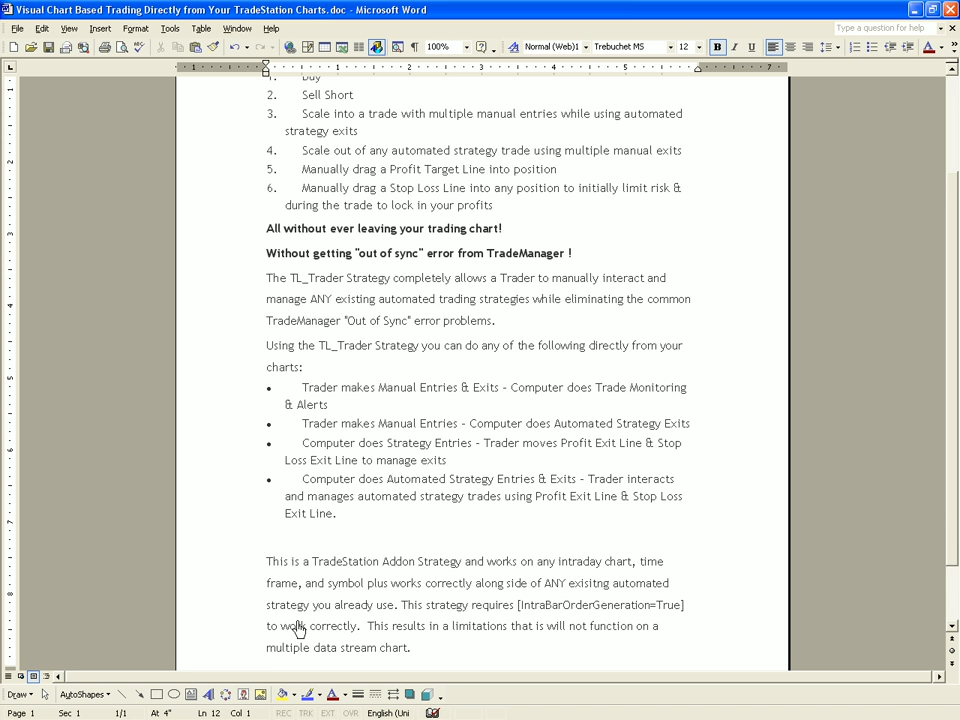 Visual Chart Based Trading Directly from Your TradeStation Charts.doc - Microsoft Word
File Edit View Insert Format Tools Table Window Help
Type a question for help
100% Normal (Web)1 Trebuchet MS 12 B I U A
1 1 2 3 4 5 7
1. Buy
2. Sell Short
3. Scale into a trade with multiple manual entries while using automated
strategy exits
4. Scale out of any automated strategy trade using multiple manual exits
5. Manually drag a Profit Target Line into position
6. Manually drag a Stop Loss Line into any position to initially limit risk &
during the trade to lock in your profits
All without ever leaving your trading chart!
Without getting "out of sync" error from TradeManager !
The TL_Trader Strategy completely allows a Trader to manually interact and
manage ANY existing automated trading strategies while eliminating the common
TradeManager "Out of Sync" error problems.
Using the TL_Trader Strategy you can do any of the following directly from your
charts:
• Trader makes Manual Entries & Exits - Computer does Trade Monitoring
& Alerts
• Trader makes Manual Entries - Computer does Automated Strategy Exits
• Computer does Strategy Entries - Trader moves Profit Exit Line & Stop
Loss Exit Line to manage exits
• Computer does Automated Strategy Entries & Exits - Trader interacts
and manages automated strategy trades using Profit Exit Line & Stop Loss
Exit Line.
This is a TradeStation Addon Strategy and works on any intraday chart, time
frame, and symbol plus works correctly along side of ANY exisitng automated
strategy you already use. This strategy requires [IntraBarOrderGeneration=True]
to work correctly. This results in a limitations that is will not function on a
multiple data stream chart.
Draw AutoShapes
Page 1 Sec 1 1/1 At 4" Ln 12 Col 1 REC TRK EXT OVR English (Uni